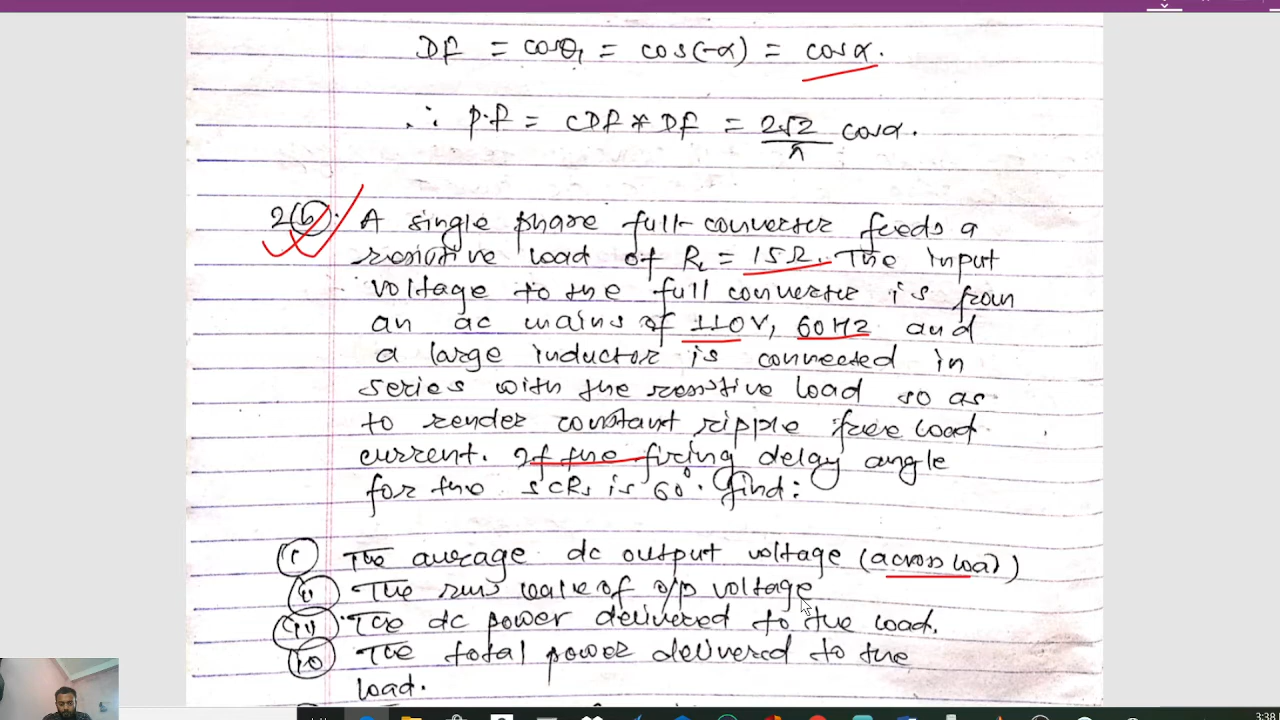 DF = cosθ₁ = cos(-α) = cosα.
∴ P.F = CDF * DF = 2√2/π cosα.
2(b): A single phase full-converter feeds a
resistive load of RL = 15Ω. The input
voltage to the full converter is from
an ac mains of 110V, 60Hz and
a large inductor is connected in
series with the resistive load so as
to render constant ripple free load
current. If the firing delay angle
for the SCRs is 60°. find:
(i) The average dc output voltage (across load)
(ii) The rms value of o/p voltage
(iii) The dc power delivered to the load.
(iv) The total power delivered to the
load.